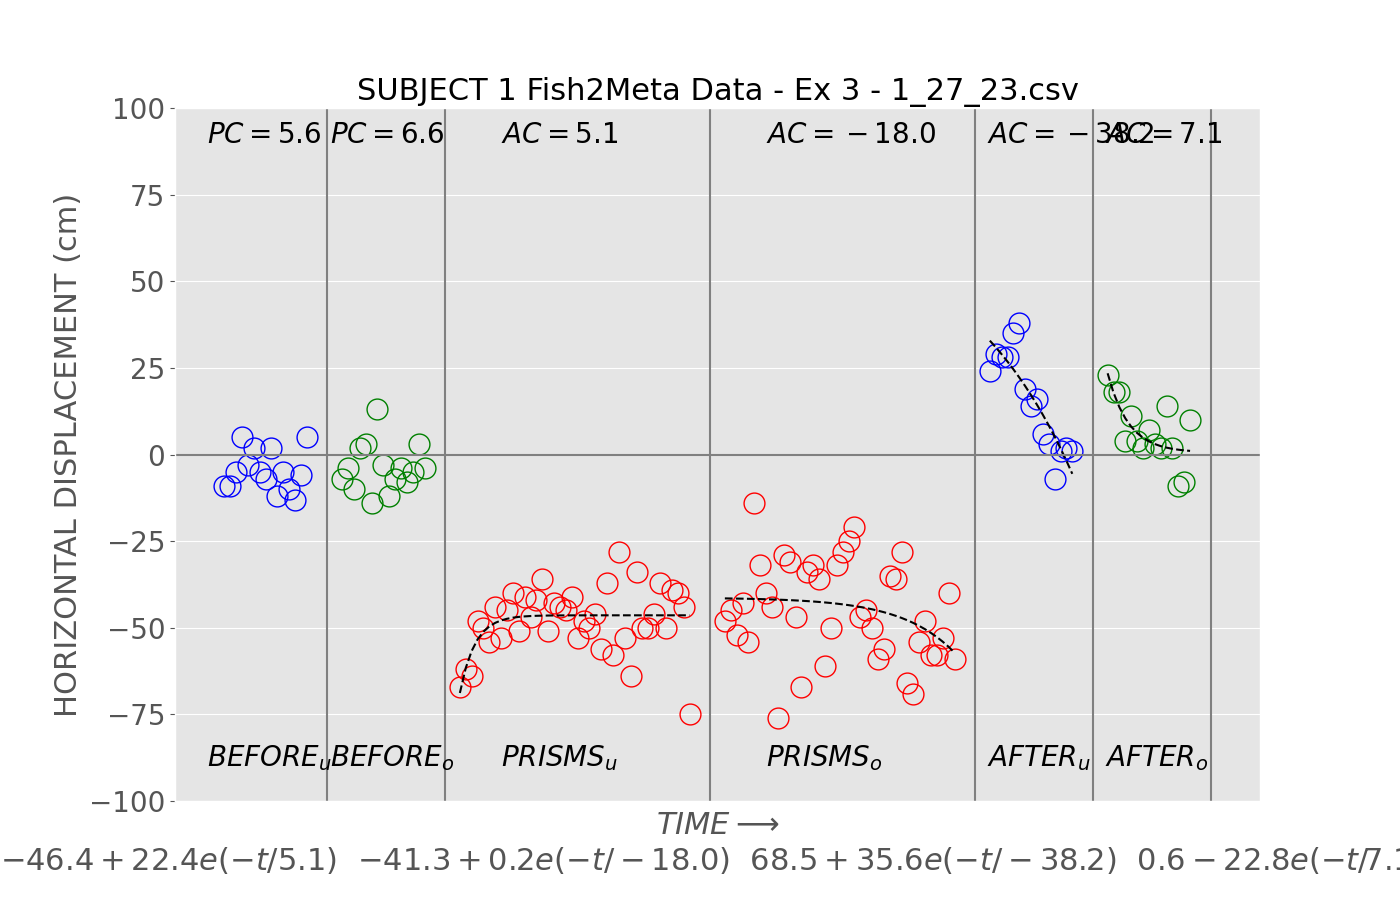 SUBJECT 1 Fish2Meta Data - Ex 3 - 1_27_23.csv
100
PC = 5.6 PC = 6.6 AC = 5.1 AC = −18.0 AC = −38.2 AC = 7.1
75
50
25
0
−25
−50
−75
−100
HORIZONTAL DISPLACEMENT (cm)
BEFOREu BEFOREo PRISMSu PRISMSo AFTERu AFTERo
TIME ⟶
−46.4 + 22.4e(−t/5.1) −41.3 + 0.2e(−t/ − 18.0) 68.5 + 35.6e(−t/ − 38.2) 0.6 − 22.8e(−t/7.1